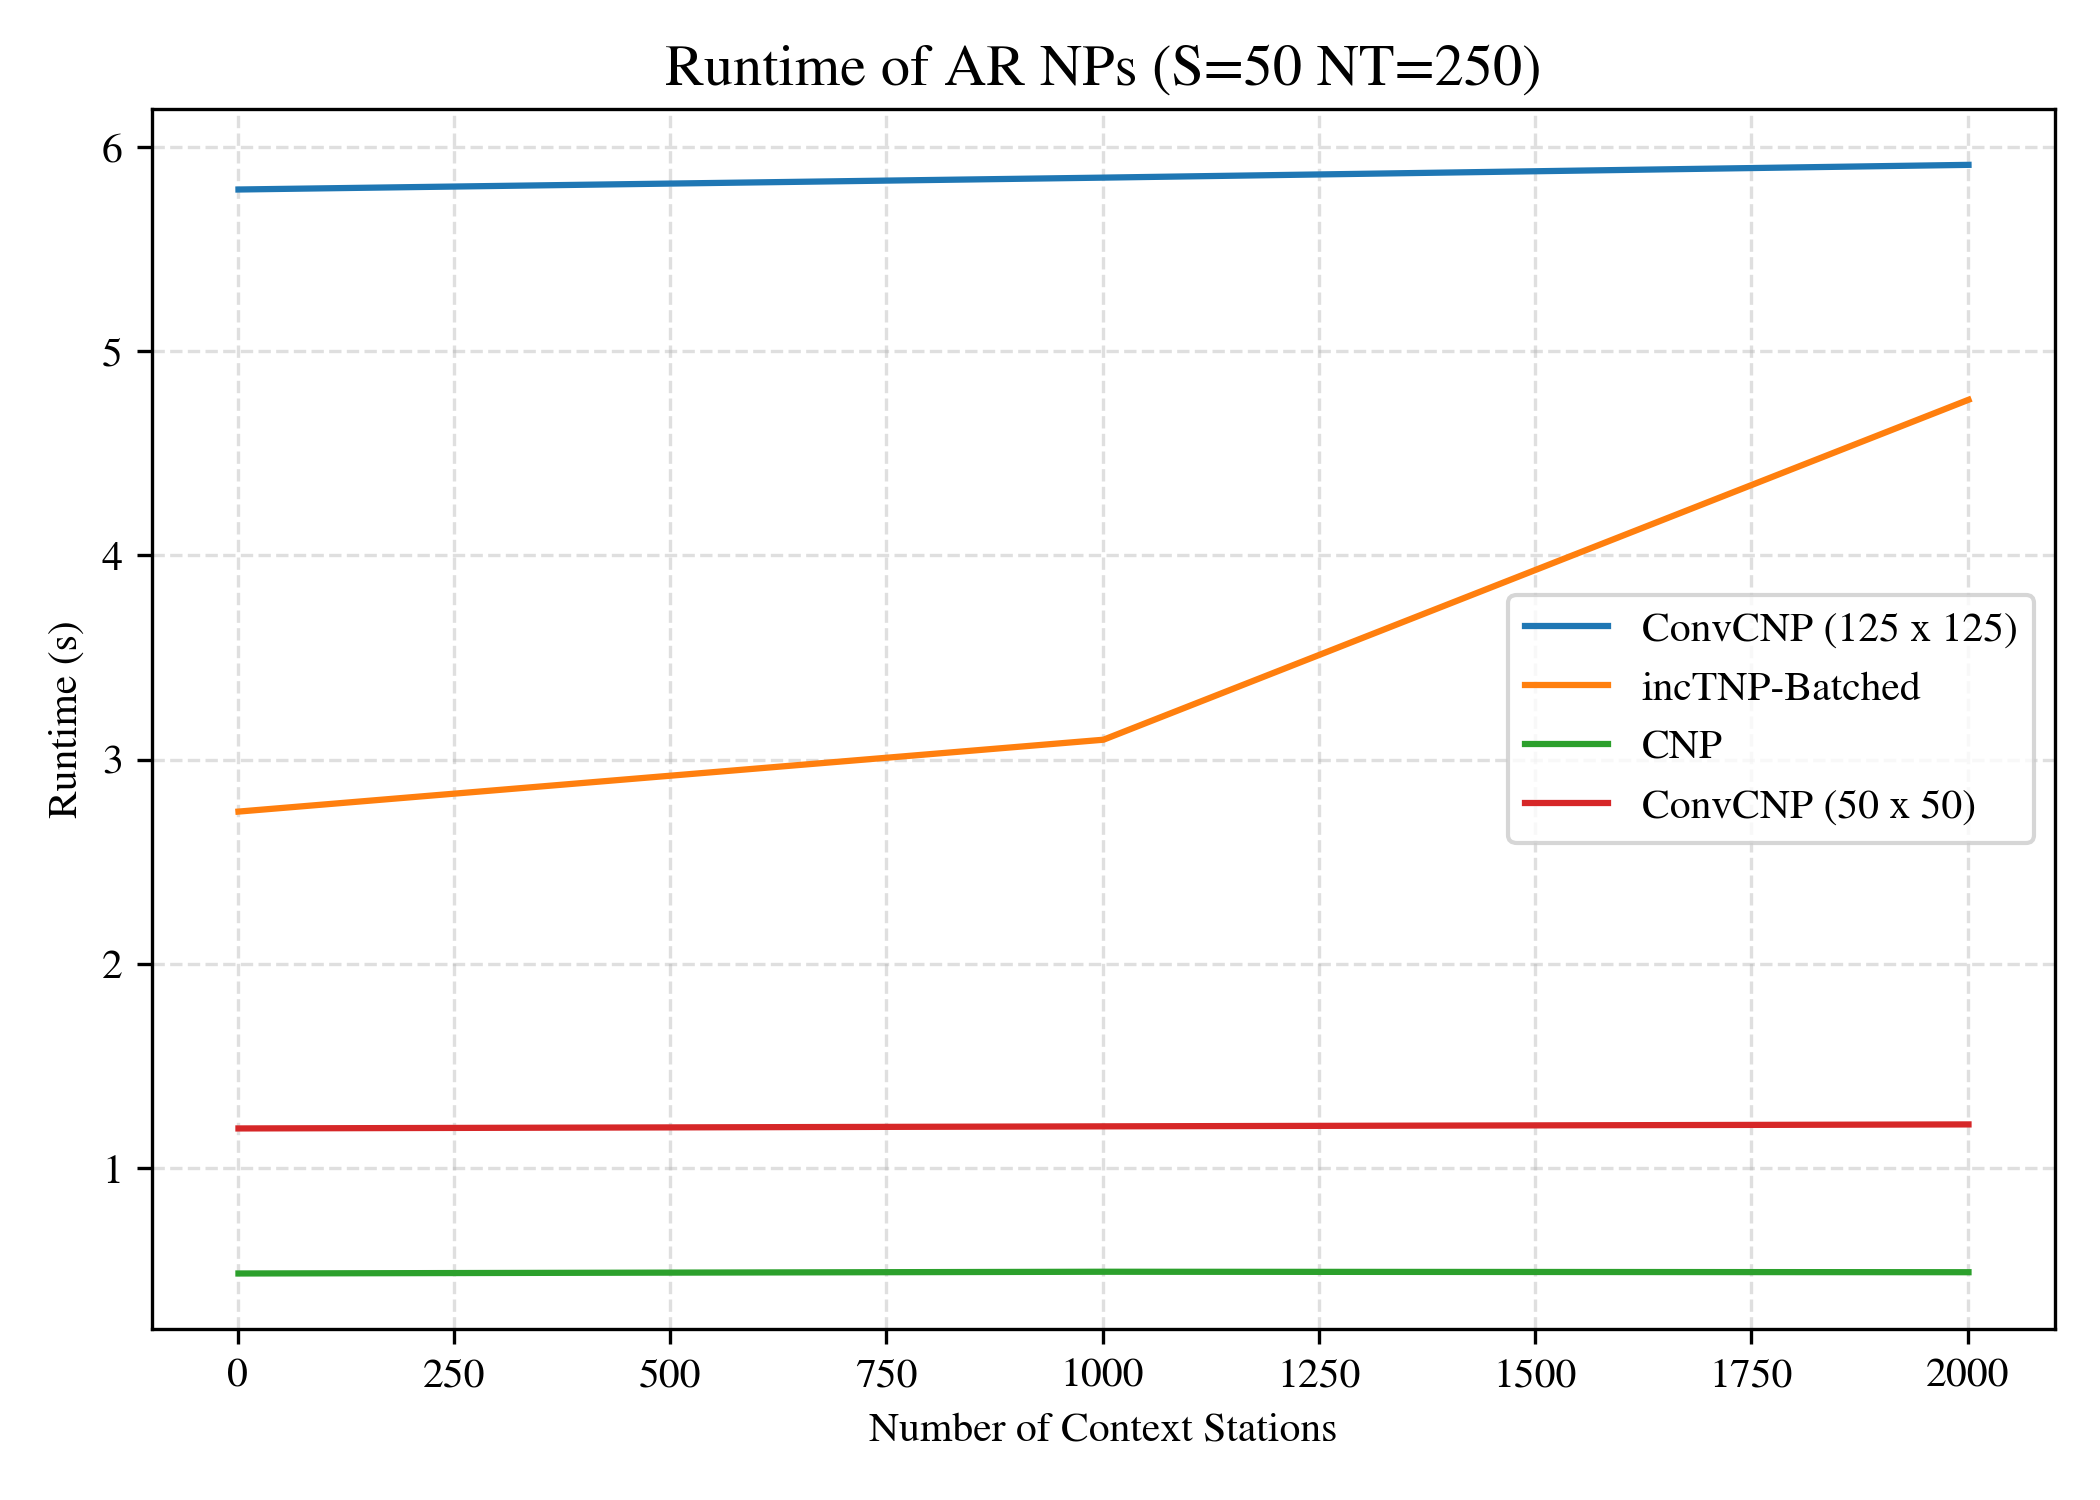 Runtime of AR NPs (S=50 NT=250)
Runtime (s)
6
5
4
3
2
1
ConvCNP (125 x 125)
incTNP-Batched
CNP
ConvCNP (50 x 50)
0 250 500 750 1000 1250 1500 1750 2000
Number of Context Stations